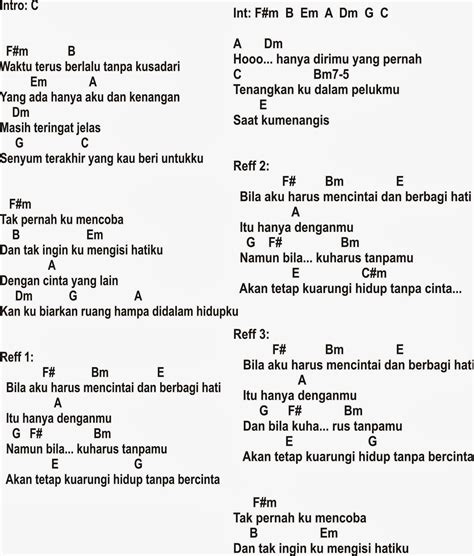 Intro: C
F#m B
Waktu terus berlalu tanpa kusadari
Em A
Yang ada hanya aku dan kenangan
Dm
Masih teringat jelas
G C
Senyum terakhir yang kau beri untukku
F#m
Tak pernah ku mencoba
B Em
Dan tak ingin ku mengisi hatiku
A
Dengan cinta yang lain
Dm G A
Kan ku biarkan ruang hampa didalam hidupku
Reff 1:
F# Bm E
Bila aku harus mencintai dan berbagi hati
A
Itu hanya denganmu
G F# Bm
Namun bila... kuharus tanpamu
E G
Akan tetap kuarungi hidup tanpa bercinta
Int: F#m B Em A Dm G C
A Dm
Hooo... hanya dirimu yang pernah
C Bm7-5
Tenangkan ku dalam pelukmu
E
Saat kumenangis
Reff 2:
F# Bm E
Bila aku harus mencintai dan berbagi hati
A
Itu hanya denganmu
G F# Bm
Namun bila... kuharus tanpamu
E C#m
Akan tetap kuarungi hidup tanpa cinta...
Reff 3:
F# Bm E
Bila aku harus mencintai dan berbagi hati
A
Itu hanya denganmu
G F# Bm
Dan bila kuha... rus tanpamu
E G
Akan tetap kuarungi hidup tanpa bercinta
F#m
Tak pernah ku mencoba
B Em
Dan tak ingin ku mengisi hatiku